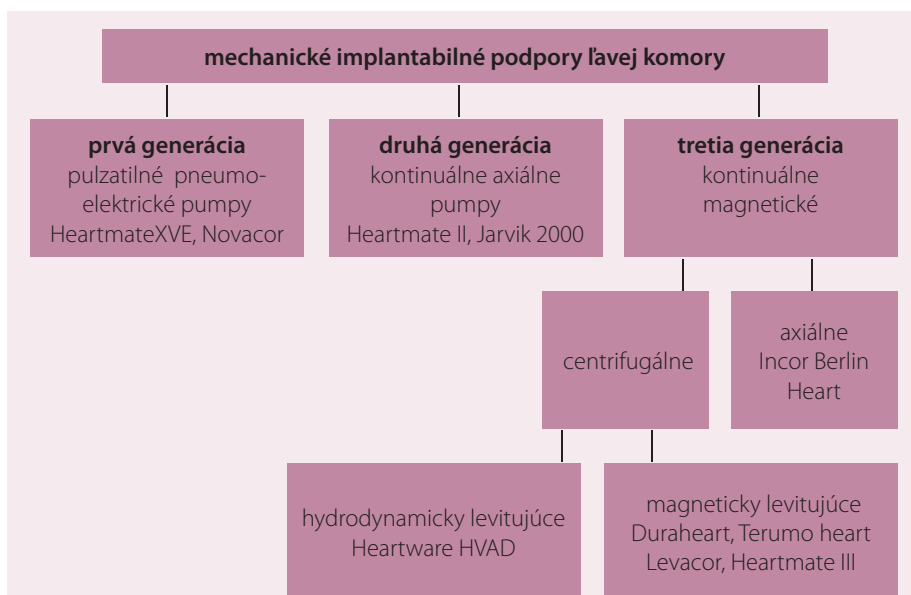 mechanické implantabilné podpory ľavej komory
prvá generácia
pulzatilné pneumo-
elektrické pumpy
HeartmateXVE, Novacor
druhá generácia
kontinuálne axiálne
pumpy
Heartmate II, Jarvik 2000
tretia generácia
kontinuálne
magnetické
centrifugálne
axiálne
Incor Berlin
Heart
hydrodynamicky levitujúce
Heartware HVAD
magneticky levitujúce
Duraheart, Terumo heart
Levacor, Heartmate III